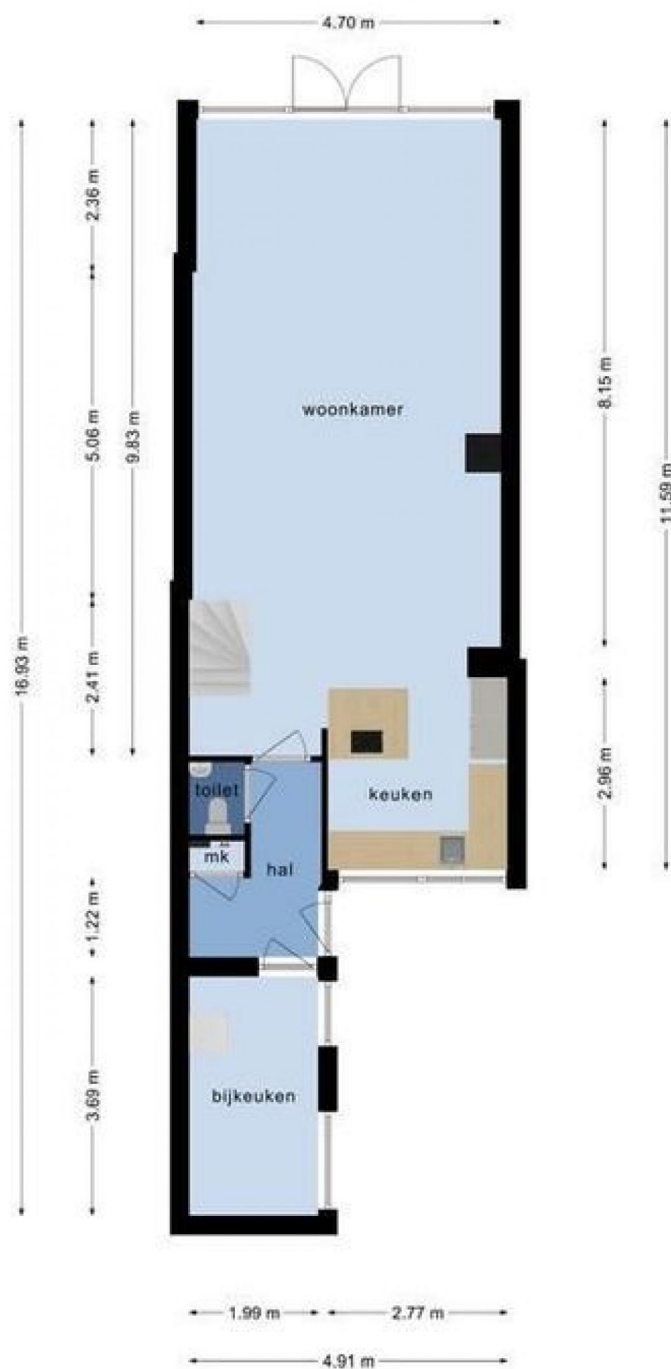 4.70 m
2.36 m
5.06 m
9.83 m
8.15 m
woonkamer
11.59 m
16.93 m
2.41 m
2.96 m
toilet
keuken
mk
hal
1.22 m
3.69 m
bijkeuken
1.99 m
2.77 m
4.91 m